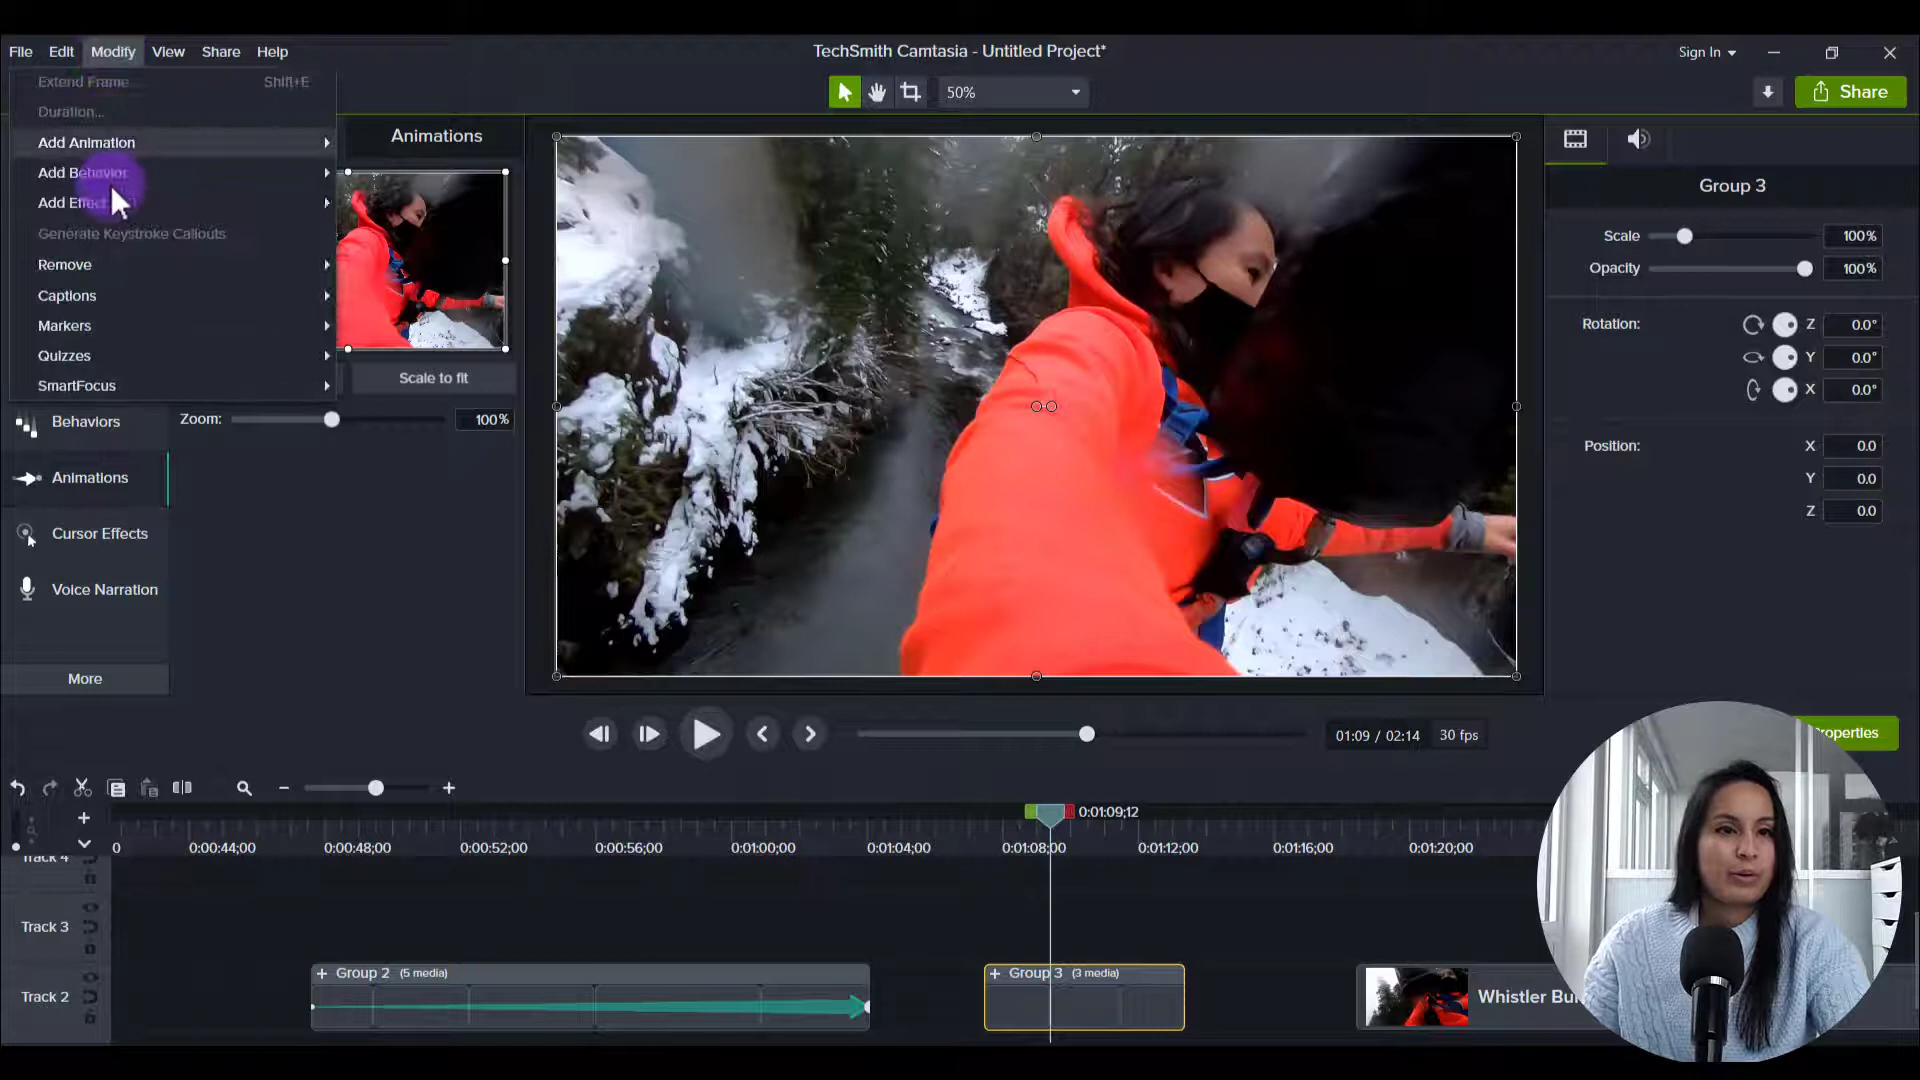 File Edit Modify View Share Help
TechSmith Camtasia - Untitled Project*
Sign In
Extend Frame Shift+E
Duration...
Add Animation
Add Behavior
Add Effect
Generate Keystroke Callouts
Remove
Captions
Markers
Quizzes
SmartFocus
50%
Share
Animations
Scale to fit
Zoom: 100%
Behaviors
Animations
Cursor Effects
Voice Narration
More
Group 3
Scale 100%
Opacity 100%
Rotation: Z 0.0°
Y 0.0°
X 0.0°
Position: X 0.0
Y 0.0
Z 0.0
01:09 / 02:14 30 fps
roperties
0:01:09;12
0 0:00:44;00 0:00:48;00 0:00:52;00 0:00:56;00 0:01:00;00 0:01:04;00 0:01:08;00 0:01:12;00 0:01:16;00 0:01:20;00
Track 4
Track 3
Track 2
+ Group 2 (5 media)
+ Group 3 (3 media)
Whistler Bu